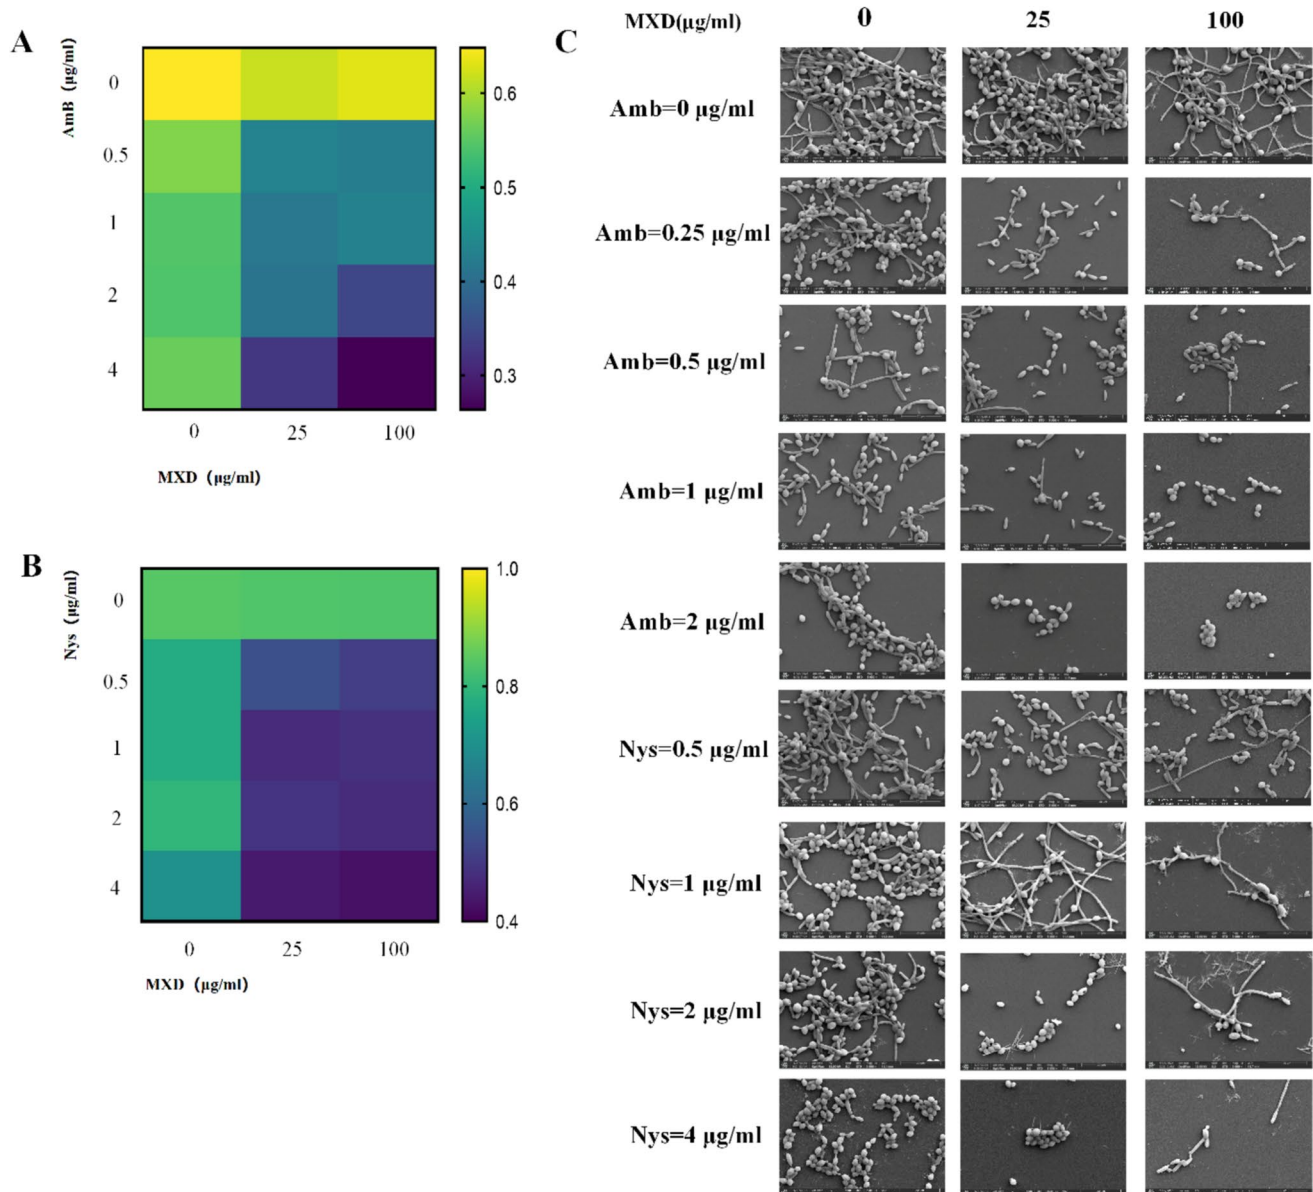 A
AmB (μg/ml)
0
0.5
1
2
4
0 25 100
MXD (μg/ml)
0.6
0.5
0.4
0.3
B
Nys (μg/ml)
0
0.5
1
2
4
0 25 100
MXD (μg/ml)
1.0
0.8
0.6
0.4
C
MXD(μg/ml) 0 25 100
Amb=0 μg/ml
Amb=0.25 μg/ml
Amb=0.5 μg/ml
Amb=1 μg/ml
Amb=2 μg/ml
Nys=0.5 μg/ml
Nys=1 μg/ml
Nys=2 μg/ml
Nys=4 μg/ml